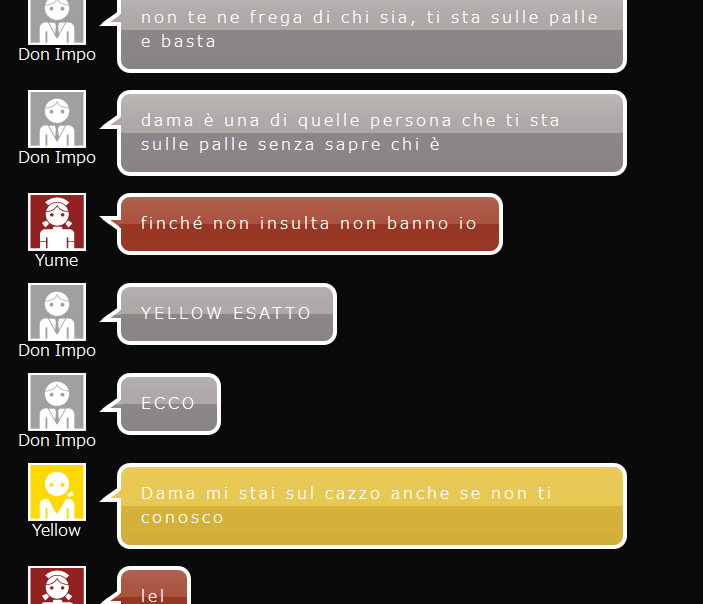 non te ne frega di chi sia, ti sta sulle palle
e basta
Don Impo
dama è una di quelle persona che ti sta
sulle palle senza sapre chi è
Don Impo
finché non insulta non banno io
Yume
YELLOW ESATTO
Don Impo
ECCO
Don Impo
Dama mi stai sul cazzo anche se non ti
conosco
Yellow
lel